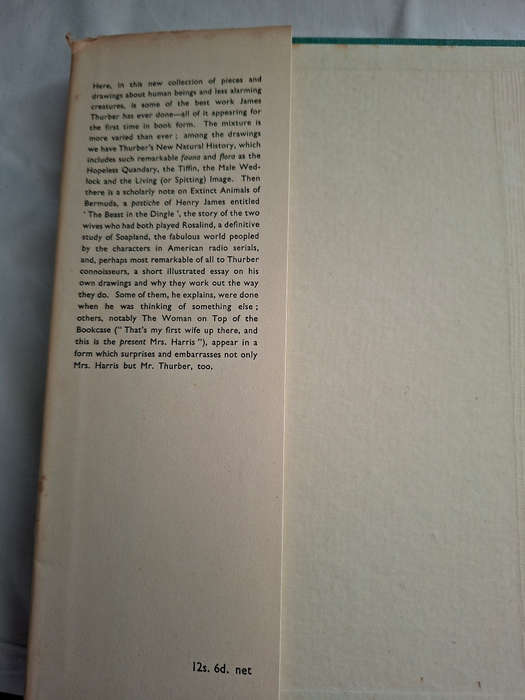 Here, in this new collection of pieces and
drawings about human beings and less alarming
creatures, is some of the best work James
Thurber has ever done—all of it appearing for
the first time in book form. The mixture is
more varied than ever ; among the drawings
we have Thurber's New Natural History, which
includes such remarkable fauna and flora as the
Hopeless Quandary, the Tiffin, the Male Wed-
lock and the Living (or Spitting) Image. Then
there is a scholarly note on Extinct Animals of
Bermuda, a pastiche of Henry James entitled
' The Beast in the Dingle ', the story of the two
wives who had both played Rosalind, a definitive
study of Soapland, the fabulous world peopled
by the characters in American radio serials,
and, perhaps most remarkable of all to Thurber
connoisseurs, a short illustrated essay on his
own drawings and why they work out the way
they do. Some of them, he explains, were done
when he was thinking of something else ;
others, notably The Woman on Top of the
Bookcase (" That's my first wife up there, and
this is the present Mrs. Harris "), appear in a
form which surprises and embarrasses not only
Mrs. Harris but Mr. Thurber, too.
12s. 6d. net